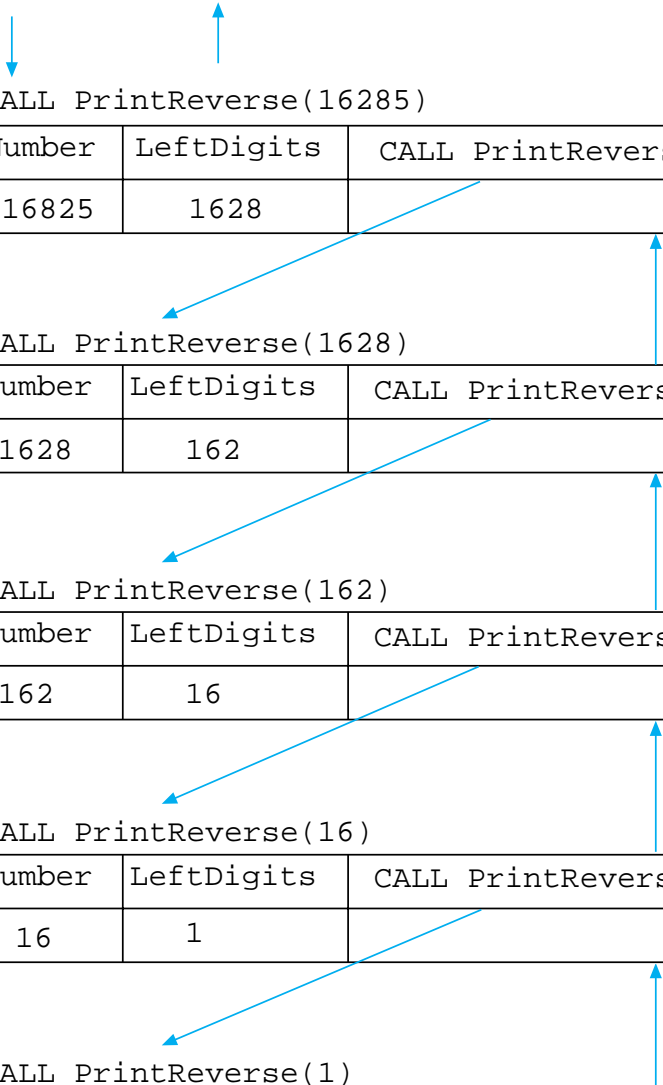 ALL PrintReverse(16285)
Number LeftDigits CALL PrintRevers
16825 1628
ALL PrintReverse(1628)
umber LeftDigits CALL PrintRevers
1628 162
ALL PrintReverse(162)
umber LeftDigits CALL PrintRevers
162 16
ALL PrintReverse(16)
umber LeftDigits CALL PrintRevers
16 1
ALL PrintReverse(1)